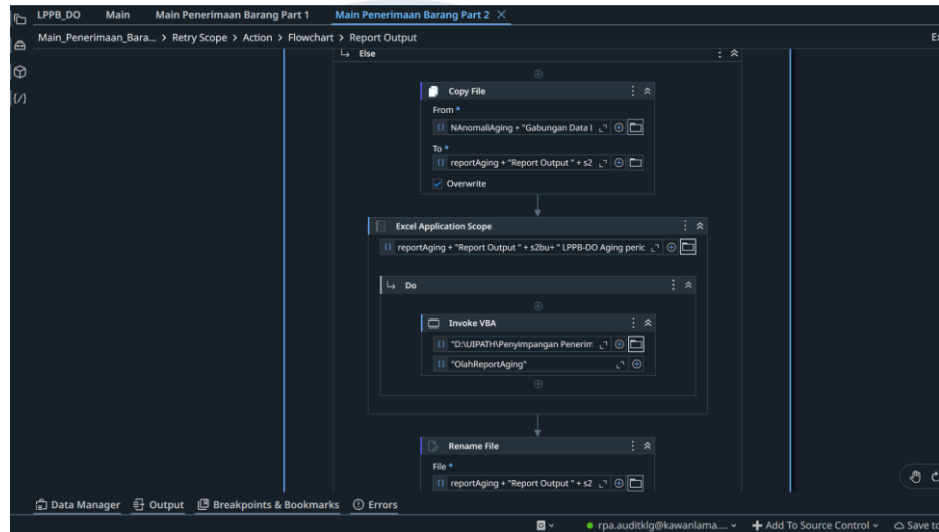 LPPB_DO Main Main Penerimaan Barang Part 1 Main Penerimaan Barang Part 2
Main_Penerimaan_Bara... > Retry Scope > Action > Flowchart > Report Output
Else
Copy File
From *
NAnomaliAging + "Gabungan Data l
To *
reportAging + "Report Output " + s2
Overwrite
Excel Application Scope
reportAging + "Report Output " + s2bu+ " LPPB-DO Aging peric
Do
Invoke VBA
"D:\UIPATH\Penyimpangan Penerim
"OlahReportAging"
Rename File
File *
reportAging + "Report Output " + s2
Data Manager Output Breakpoints & Bookmarks Errors
rpa.auditklg@kawanlama.... Add To Source Control Save to